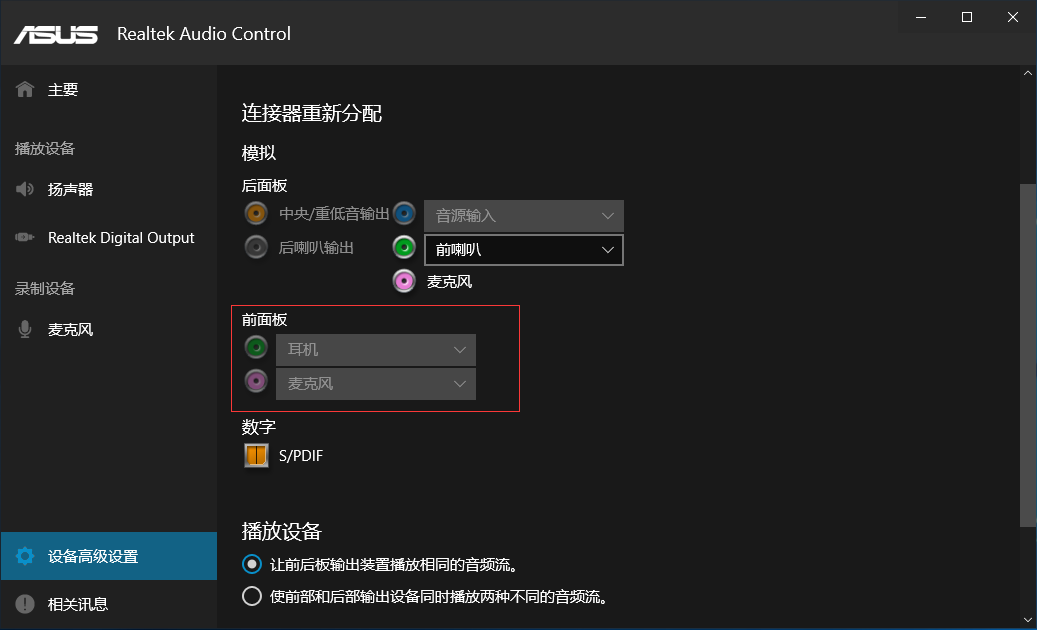 ASUS Realtek Audio Control
主要
播放设备
扬声器
Realtek Digital Output
录制设备
麦克风
设备高级设置
相关讯息
连接器重新分配
模拟
后面板
中央/重低音输出 音源输入
后喇叭输出 前喇叭
麦克风
前面板
耳机
麦克风
数字
S/PDIF
播放设备
让前后板输出装置播放相同的音频流。
使前部和后部输出设备同时播放两种不同的音频流。